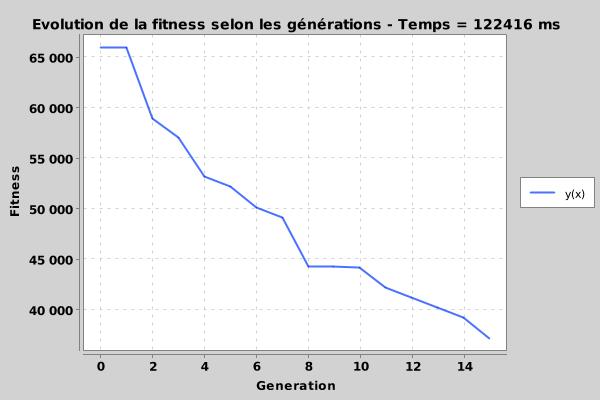 Evolution de la fitness selon les générations - Temps = 122416 ms
65 000
60 000
55 000
50 000
45 000
40 000
Fitness
0 2 4 6 8 10 12 14
Generation
y(x)